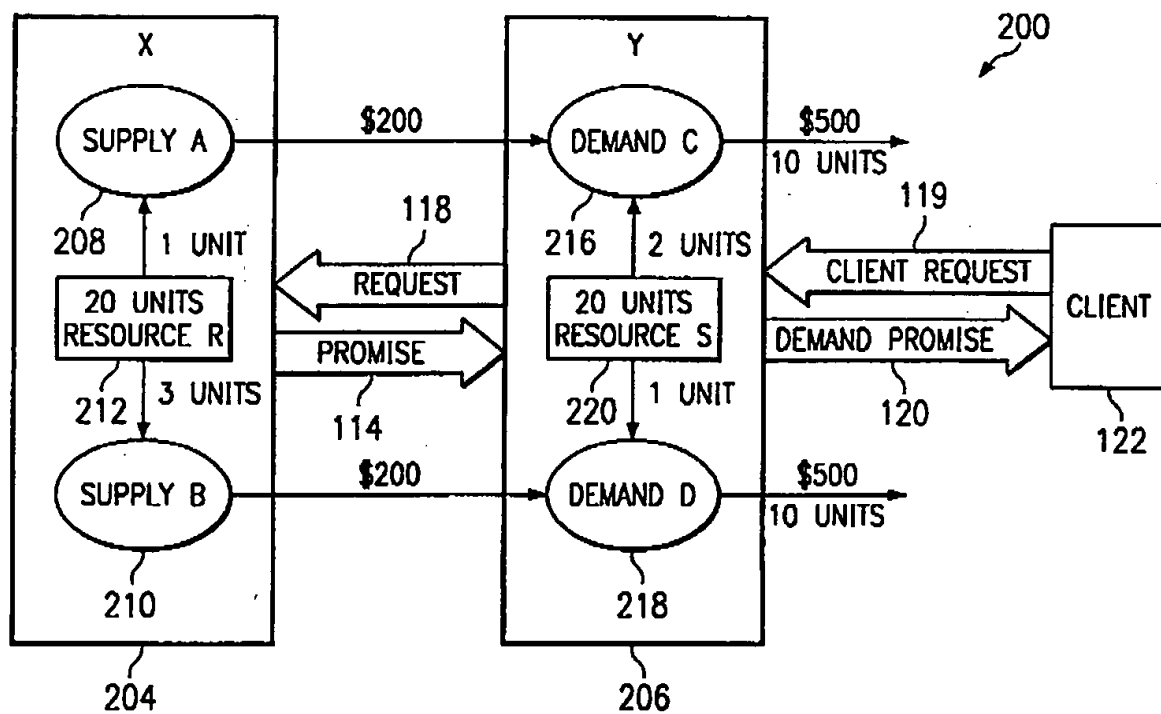 200
X
Y
SUPPLY A
$200
DEMAND C
$500
10 UNITS
208
1 UNIT
118
REQUEST
216
2 UNITS
119
CLIENT REQUEST
20 UNITS
RESOURCE R
PROMISE
20 UNITS
RESOURCE S
DEMAND PROMISE
CLIENT
212
3 UNITS
114
220
1 UNIT
120
122
SUPPLY B
$200
DEMAND D
$500
10 UNITS
210
218
204
206